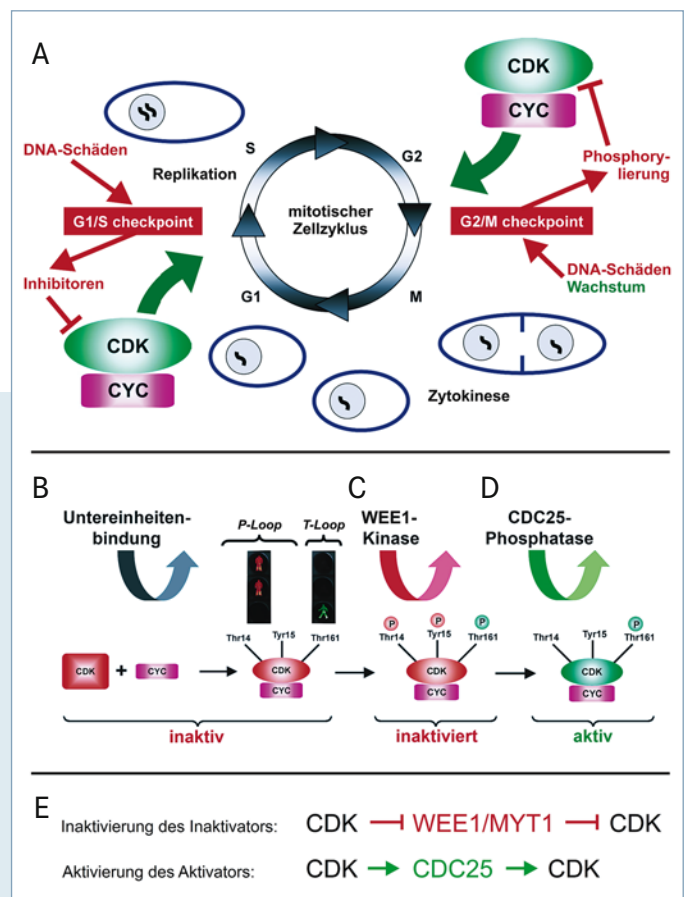 A
CDK
CYC
DNA-Schäden
S
G2
Replikation
Phosphory-
lierung
G1/S checkpoint
mitotischer
Zellzyklus
G2/M checkpoint
Inhibitoren
G1
M
DNA-Schäden
Wachstum
CDK
CYC
Zytokinese
B
C
D
Untereinheiten-
bindung
P-Loop
T-Loop
WEE1-
Kinase
CDC25-
Phosphatase
Thr14
Tyr15
Thr161
P
P
P
Thr14
Tyr15
Thr161
P
Thr14
Tyr15
Thr161
CDK
+
CYC
CDK
CYC
CDK
CYC
CDK
CYC
inaktiv
inaktiviert
aktiv
E
Inaktivierung des Inaktivators: CDK WEE1/MYT1 CDK
Aktivierung des Aktivators: CDK CDC25 CDK